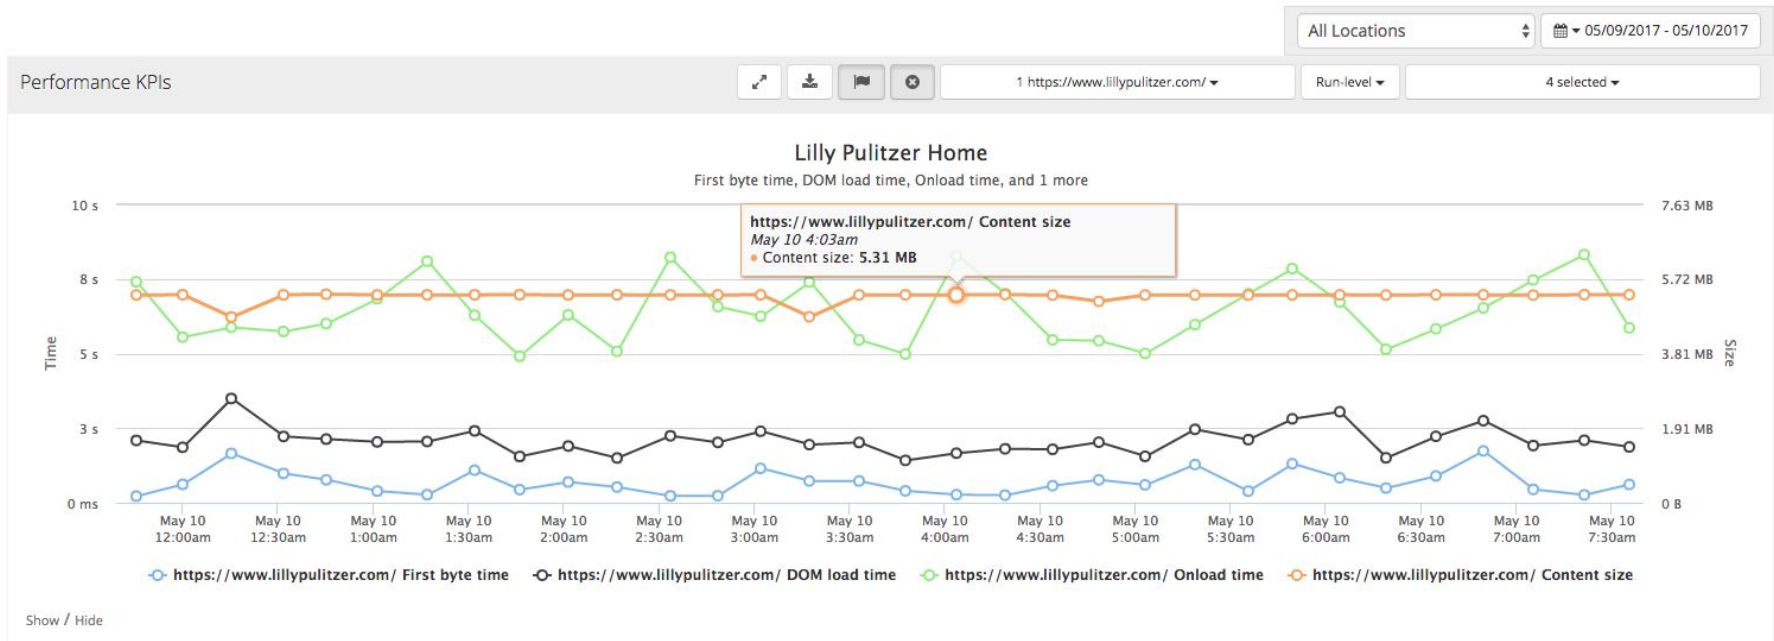 All Locations
05/09/2017 - 05/10/2017
Performance KPIs
1 https://www.lillypulitzer.com/
Run-level
4 selected
Lilly Pulitzer Home
First byte time, DOM load time, Onload time, and 1 more
10 s
7.63 MB
https://www.lillypulitzer.com/ Content size
May 10 4:03am
Content size: 5.31 MB
8 s
5.72 MB
Time
5 s
3.81 MB
Size
3 s
1.91 MB
0 ms
0 B
May 10 May 10 May 10 May 10 May 10 May 10 May 10 May 10 May 10 May 10 May 10 May 10 May 10 May 10 May 10 May 10
12:00am 12:30am 1:00am 1:30am 2:00am 2:30am 3:00am 3:30am 4:00am 4:30am 5:00am 5:30am 6:00am 6:30am 7:00am 7:30am
https://www.lillypulitzer.com/ First byte time https://www.lillypulitzer.com/ DOM load time https://www.lillypulitzer.com/ Onload time https://www.lillypulitzer.com/ Content size
Show / Hide